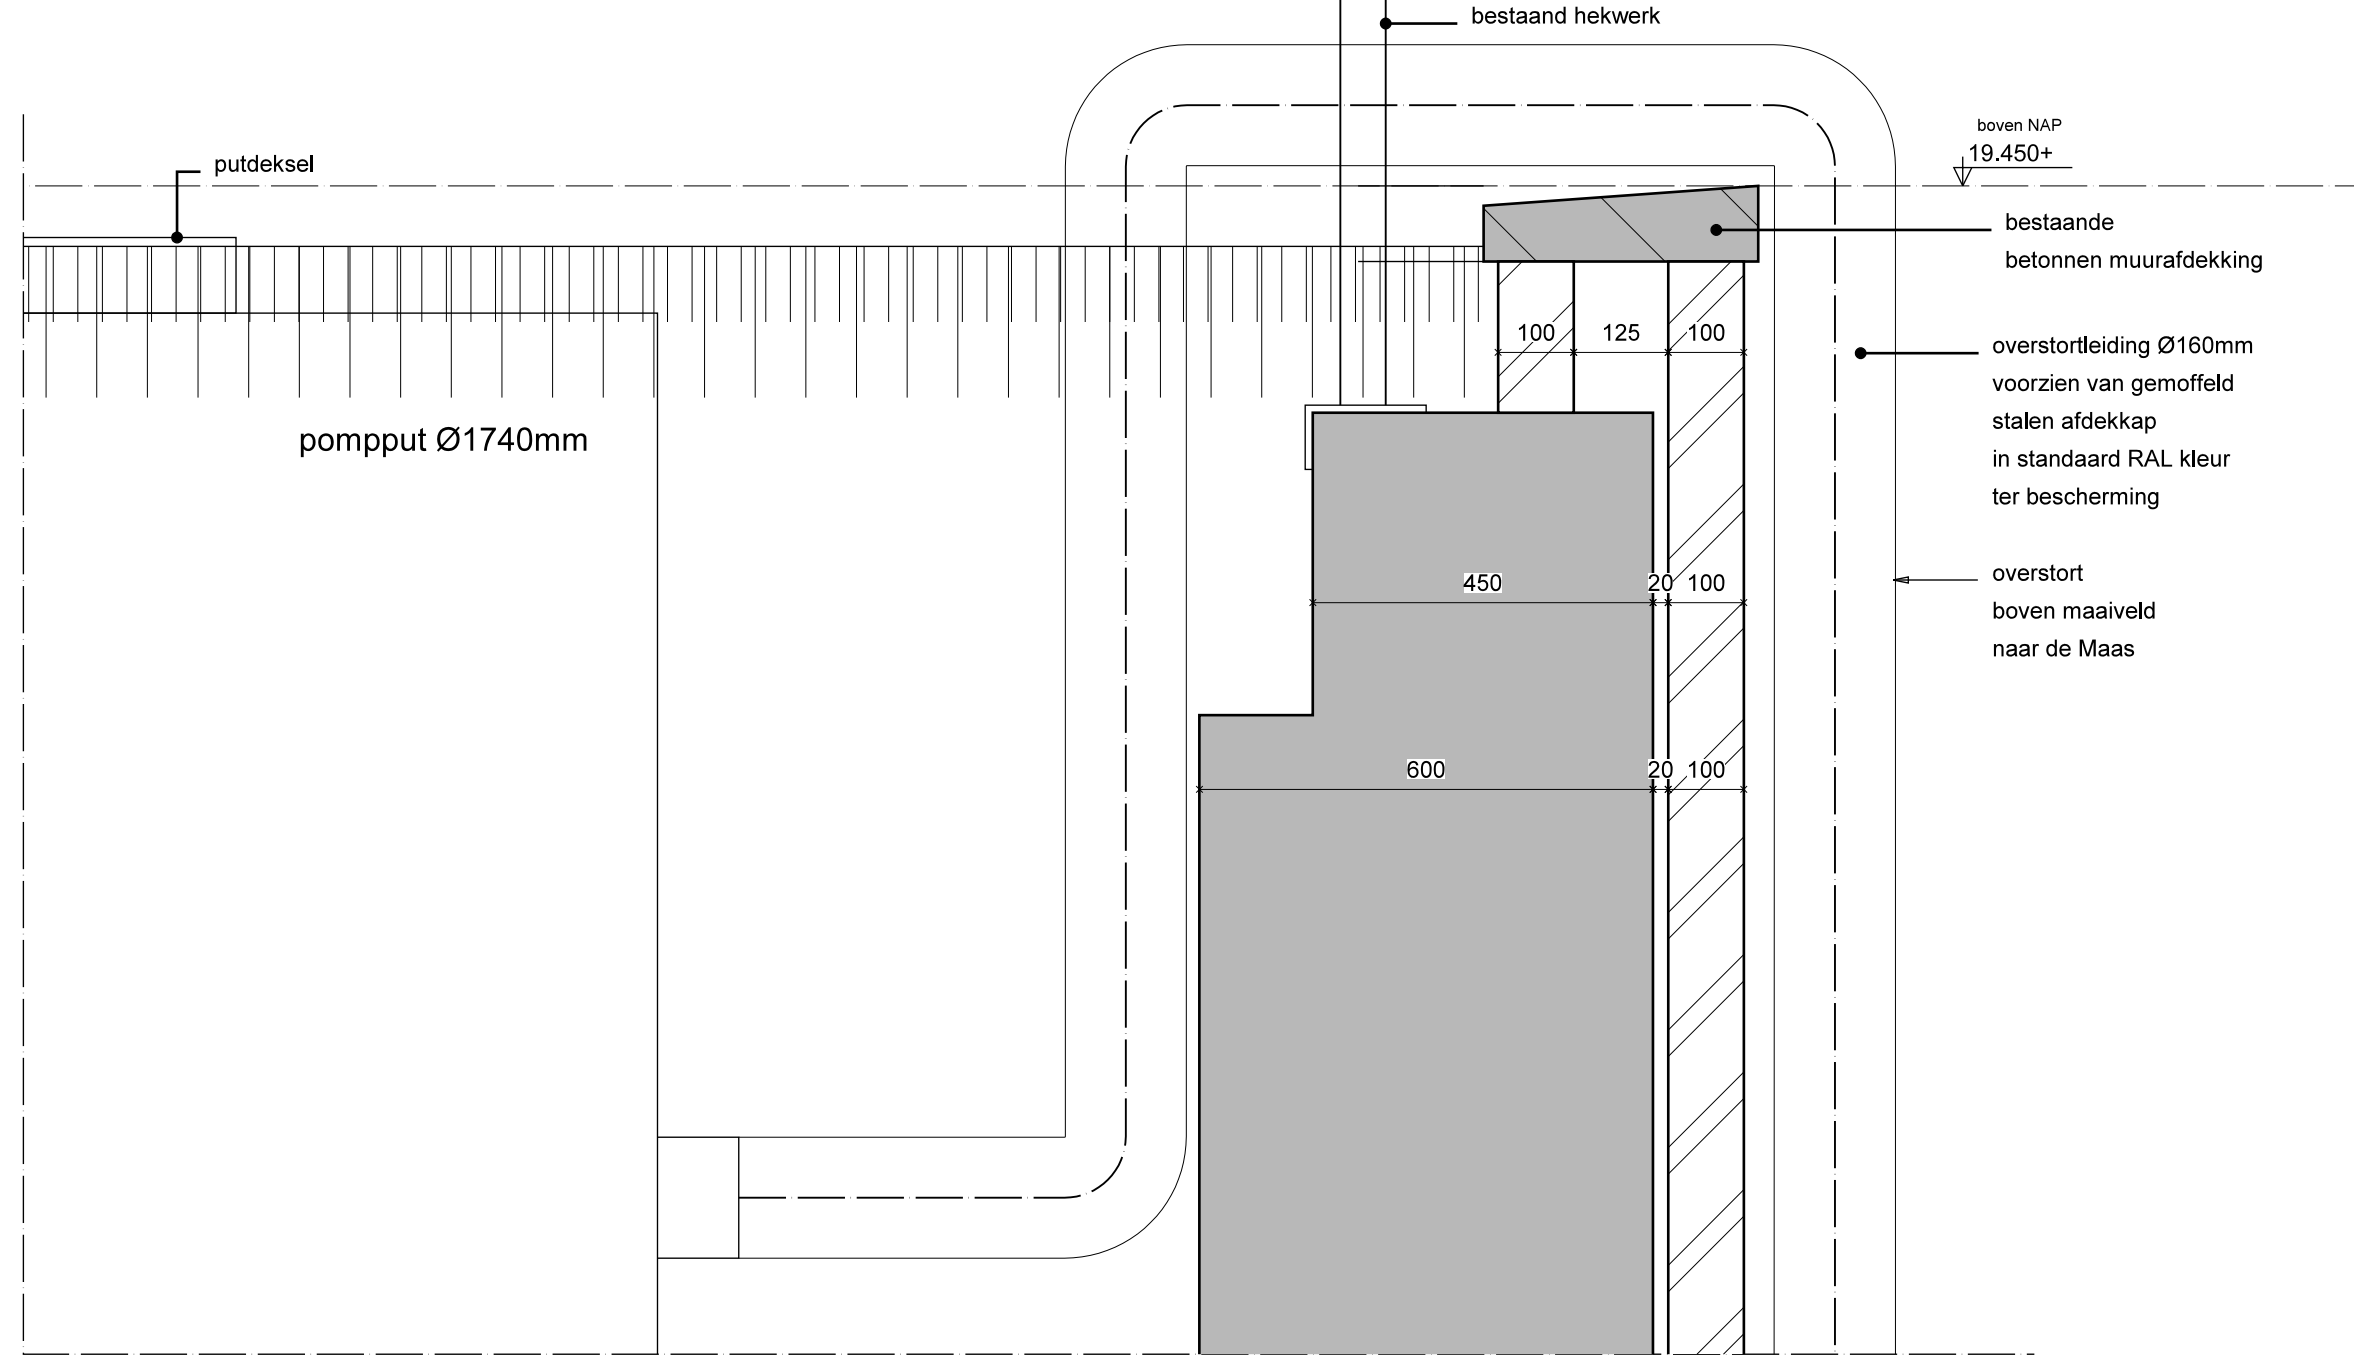 bestaand hekwerk
boven NAP
19.450+
putdeksel
bestaande
betonnen muurafdekking
100 125 100
overstortleiding Ø160mm
voorzien van gemoffeld
stalen afdekkap
in standaard RAL kleur
ter bescherming
pompput Ø1740mm
450 20 100
overstort
boven maaiveld
naar de Maas
600 20 100